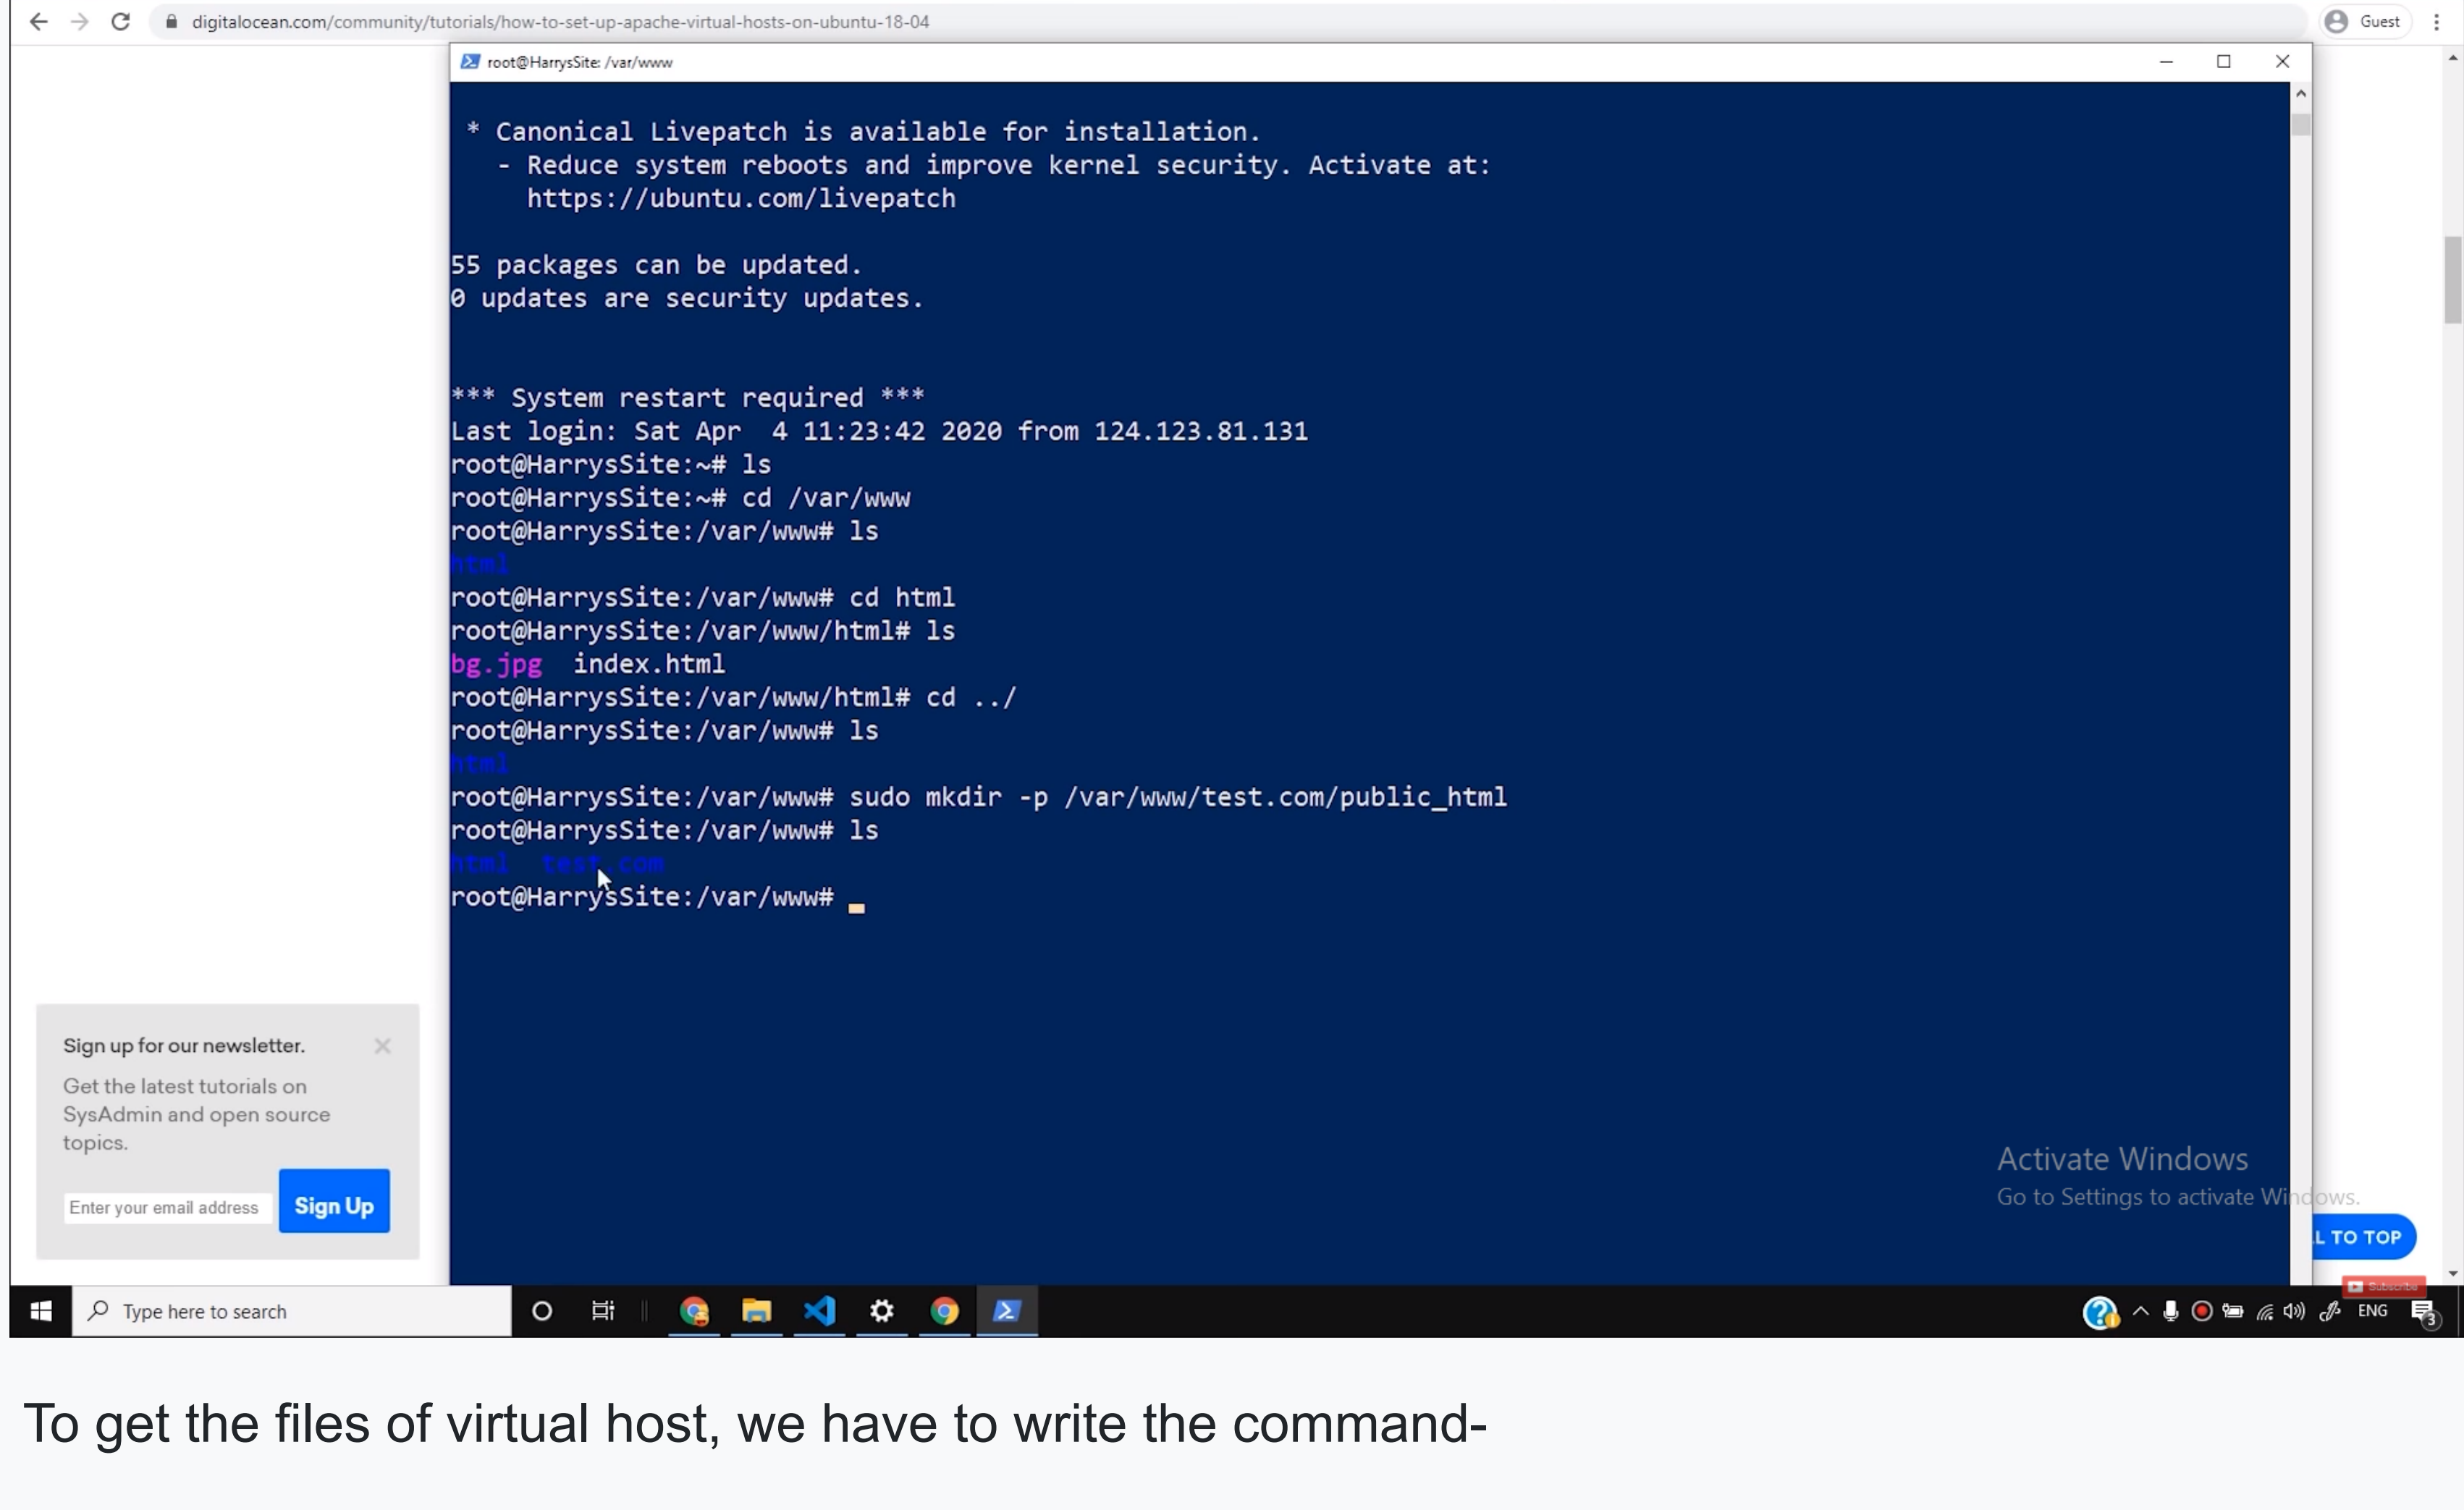 digitalocean.com/community/tutorials/how-to-set-up-apache-virtual-hosts-on-ubuntu-18-04
Guest
root@HarrysSite: /var/www
* Canonical Livepatch is available for installation.
- Reduce system reboots and improve kernel security. Activate at:
https://ubuntu.com/livepatch
55 packages can be updated.
0 updates are security updates.
*** System restart required ***
Last login: Sat Apr  4 11:23:42 2020 from 124.123.81.131
root@HarrysSite:~# ls
root@HarrysSite:~# cd /var/www
root@HarrysSite:/var/www# ls
html
root@HarrysSite:/var/www# cd html
root@HarrysSite:/var/www/html# ls
bg.jpg  index.html
root@HarrysSite:/var/www/html# cd ../
root@HarrysSite:/var/www# ls
html
root@HarrysSite:/var/www# sudo mkdir -p /var/www/test.com/public_html
root@HarrysSite:/var/www# ls
html  test.com
root@HarrysSite:/var/www#
Sign up for our newsletter.
Get the latest tutorials on
SysAdmin and open source
topics.
Enter your email address
Sign Up
Activate Windows
Go to Settings to activate Windows.
L TO TOP
Subscribe
Type here to search
ENG
3
To get the files of virtual host, we have to write the command-